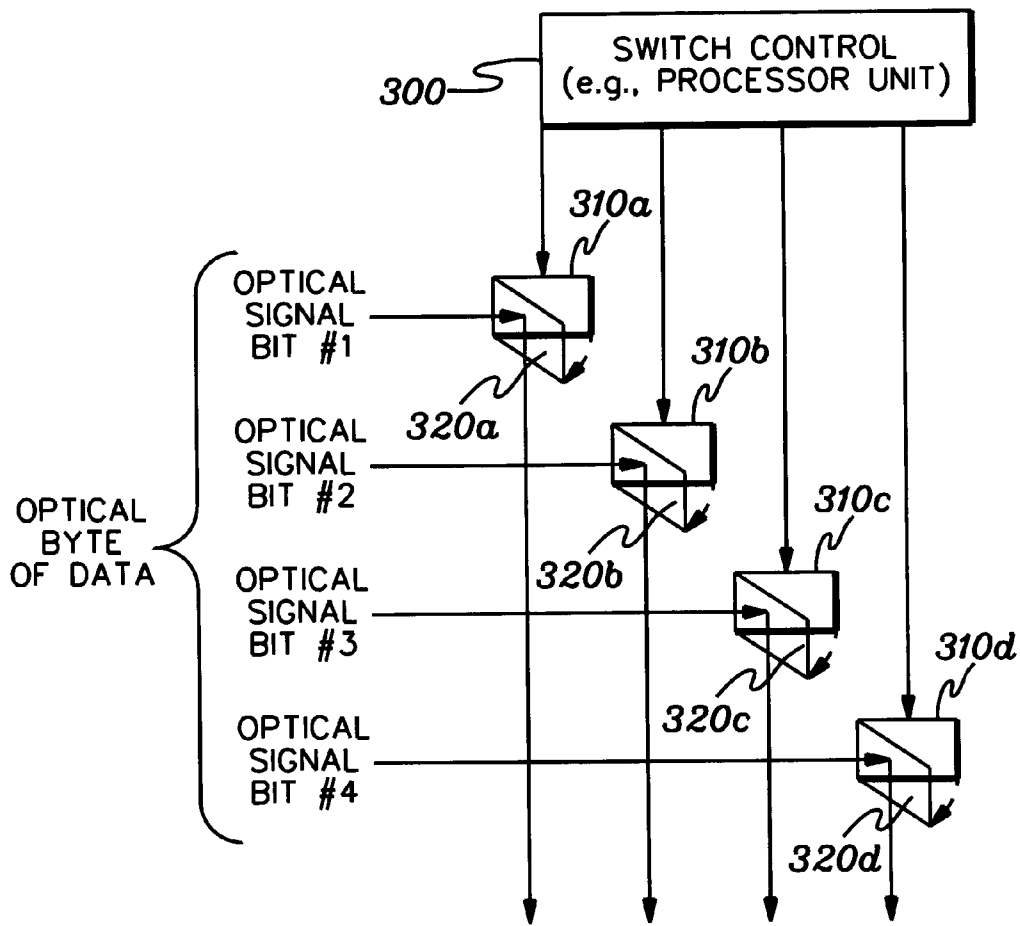 SWITCH CONTROL
(e.g., PROCESSOR UNIT)
300
310a
OPTICAL
SIGNAL
BIT #1
320a
310b
OPTICAL
SIGNAL
BIT #2
320b
310c
OPTICAL
BYTE
OF DATA
OPTICAL
SIGNAL
BIT #3
320c
310d
OPTICAL
SIGNAL
BIT #4
320d